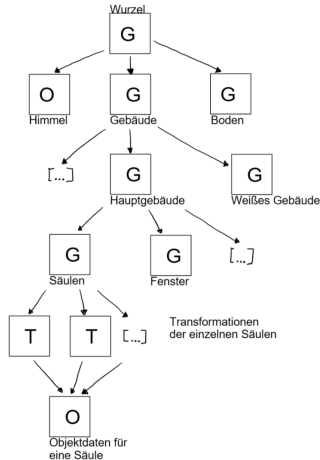 Wurzel
G
O
G
G
Himmel
Gebäude
Boden
[...]
G
G
Hauptgebäude
Weißes Gebäude
G
G
[...]
Säulen
Fenster
T
T
[...]
Transformationen
der einzelnen Säulen
O
Objektdaten für
eine Säule